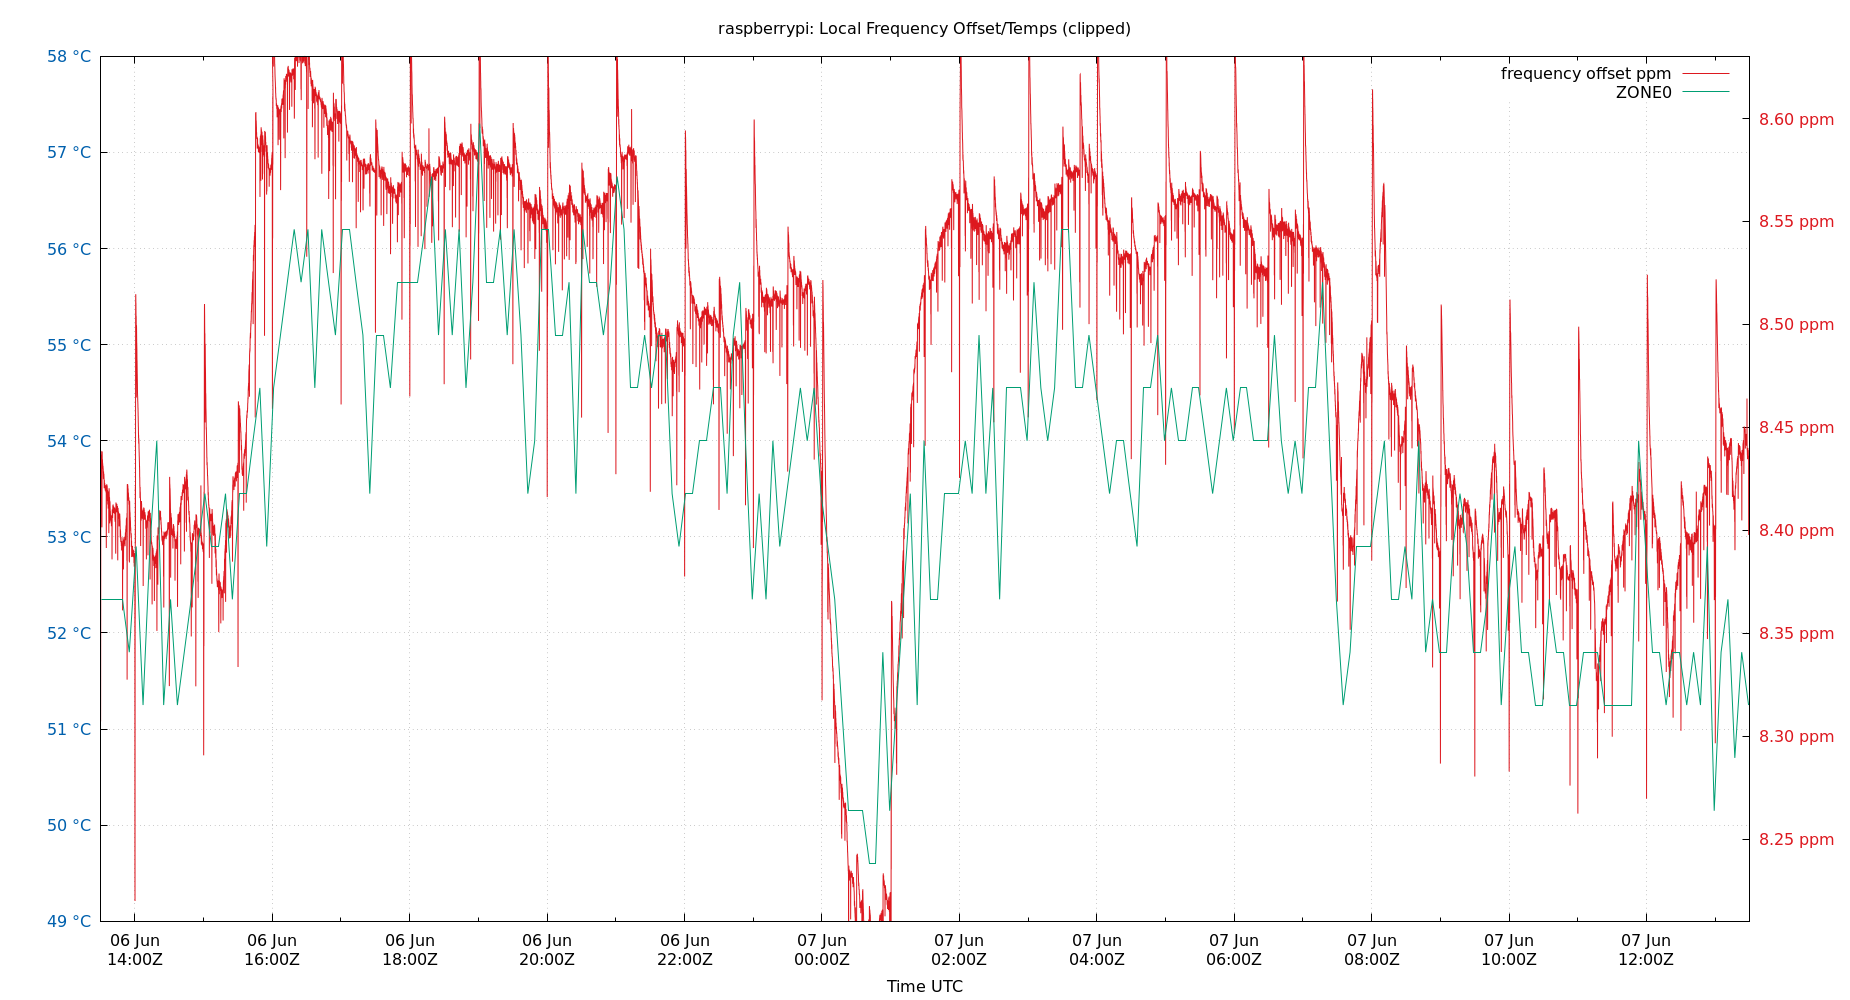 raspberrypi: Local Frequency Offset/Temps (clipped)
58 °C
57 °C
56 °C
55 °C
54 °C
53 °C
52 °C
51 °C
50 °C
49 °C
frequency offset ppm
ZONE0
8.60 ppm
8.55 ppm
8.50 ppm
8.45 ppm
8.40 ppm
8.35 ppm
8.30 ppm
8.25 ppm
06 Jun 06 Jun 06 Jun 06 Jun 06 Jun 07 Jun 07 Jun 07 Jun 07 Jun 07 Jun 07 Jun 07 Jun
14:00Z 16:00Z 18:00Z 20:00Z 22:00Z 00:00Z 02:00Z 04:00Z 06:00Z 08:00Z 10:00Z 12:00Z
Time UTC